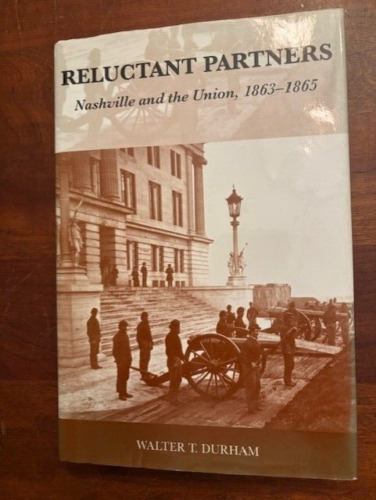 RELUCTANT PARTNERS
Nashville and the Union, 1863–1865
WALTER T. DURHAM